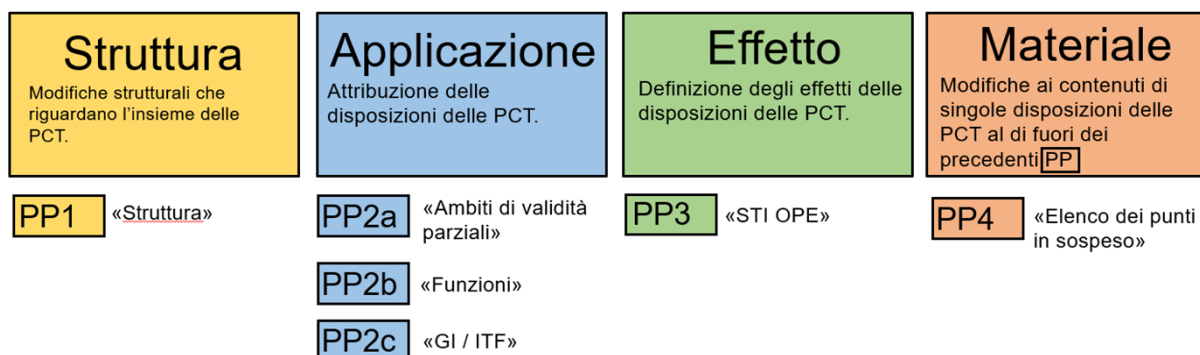 Struttura
Modifiche strutturali che
riguardano l'insieme delle
PCT.
Applicazione
Attribuzione delle
disposizioni delle PCT.
Effetto
Definizione degli effetti delle
disposizioni delle PCT.
Materiale
Modifiche ai contenuti di
singole disposizioni delle
PCT al di fuori dei
precedenti PP
PP1 «Struttura»
PP2a «Ambiti di validità
parziali»
PP2b «Funzioni»
PP2c «GI / ITF»
PP3 «STI OPE»
PP4 «Elenco dei punti
in sospeso»